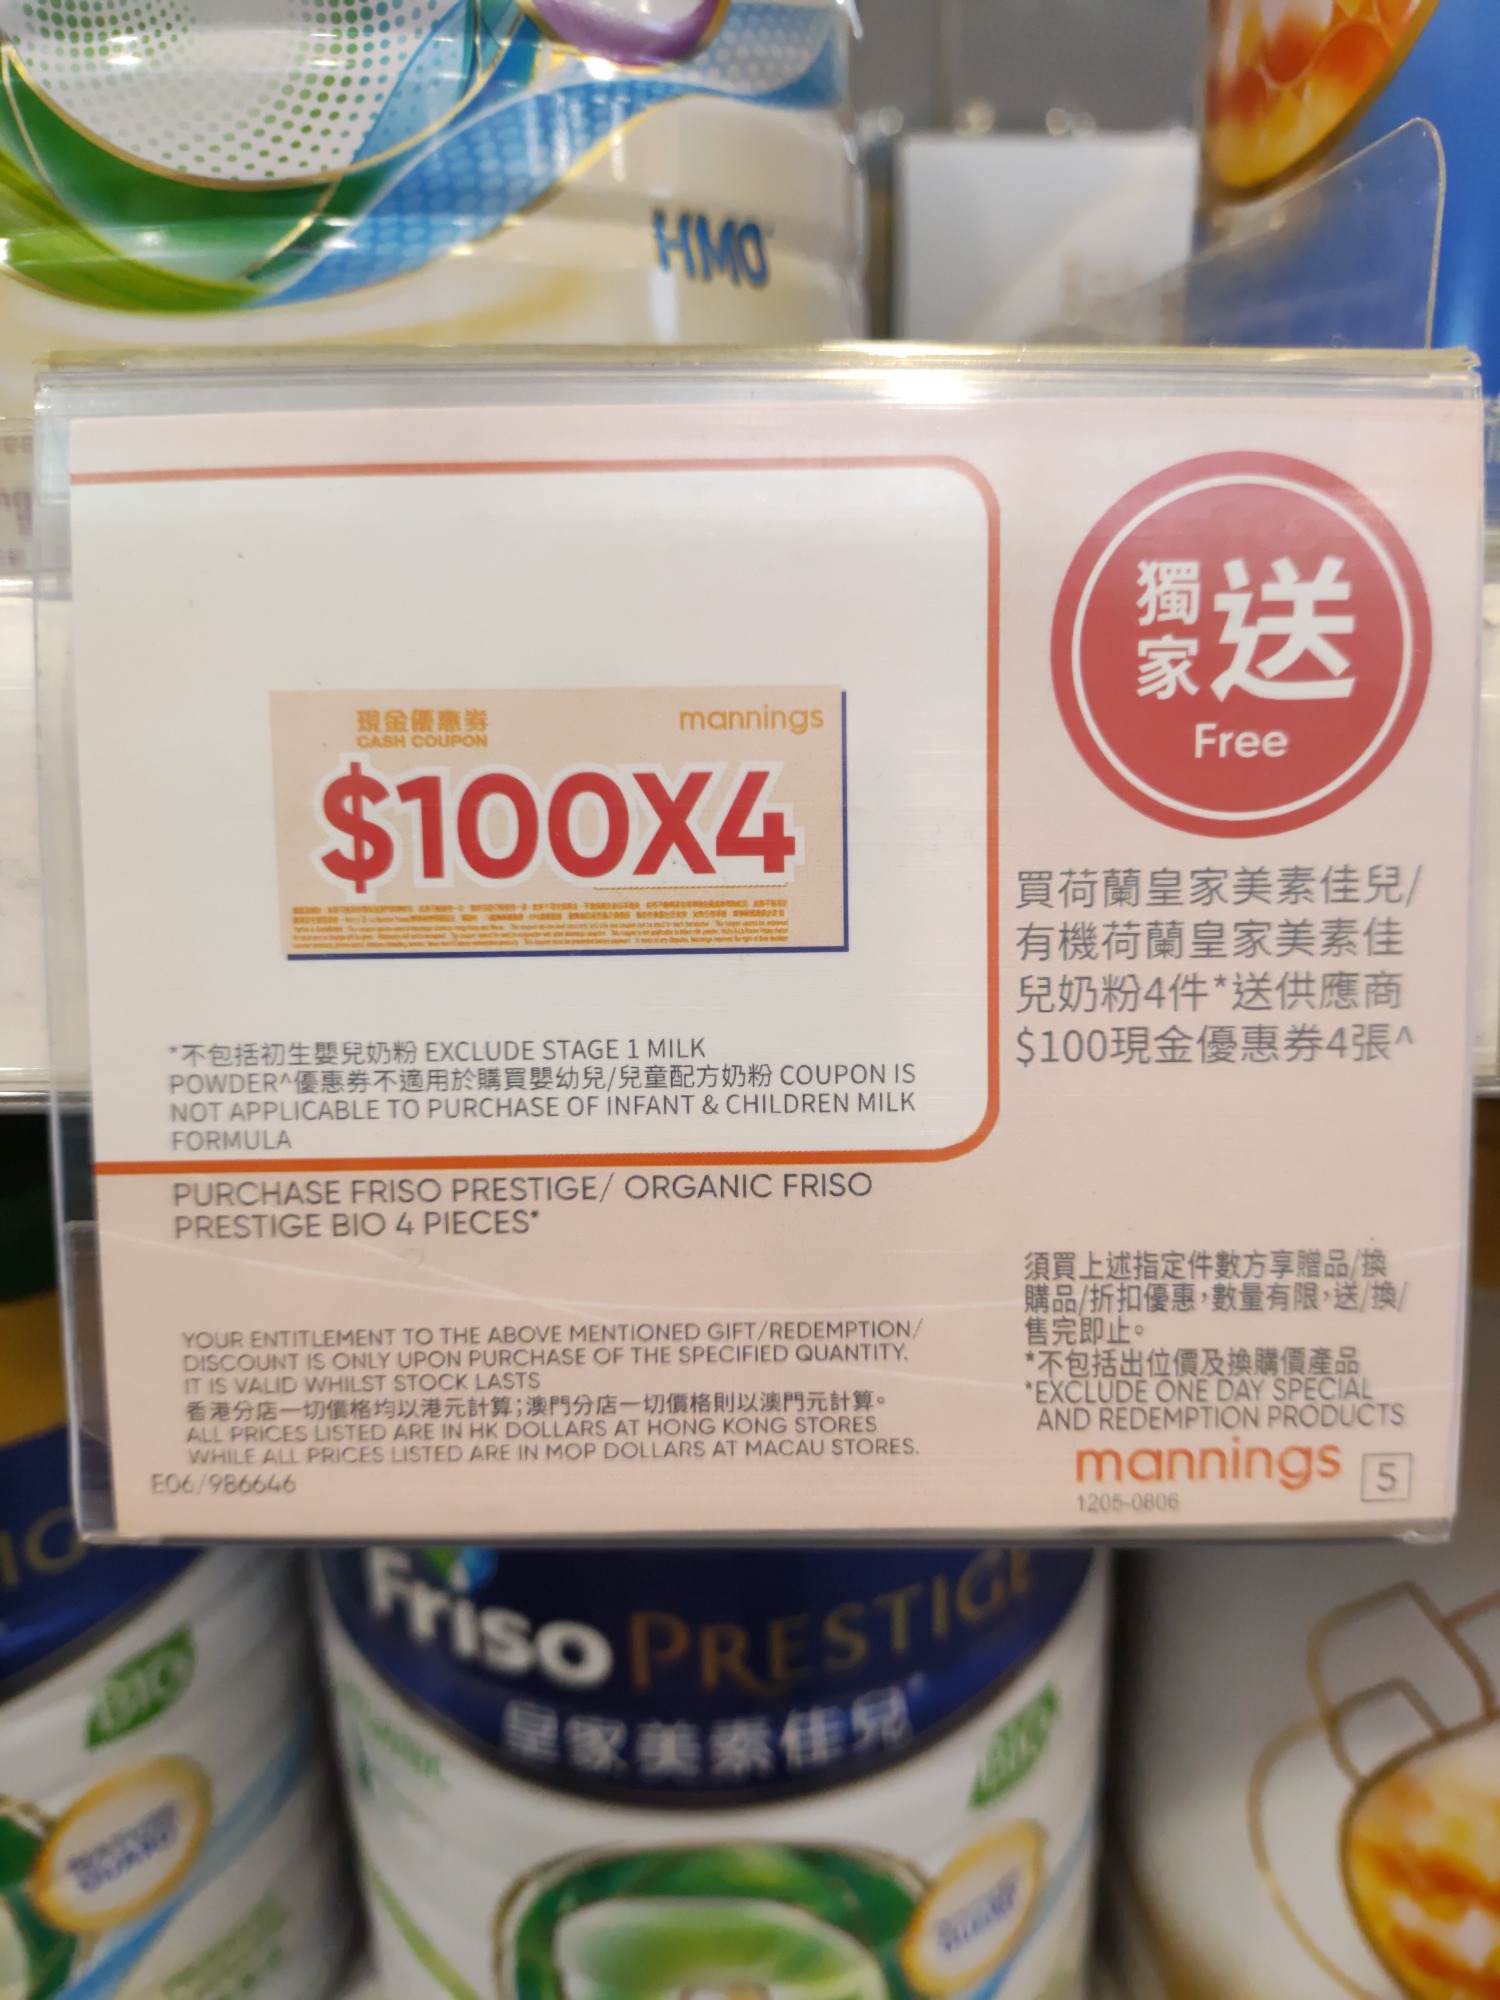 HMO
獨家送
Free
現金優惠券
CASH COUPON
mannings
$100X4
買荷蘭皇家美素佳兒/
有機荷蘭皇家美素佳
兒奶粉4件*送供應商
$100現金優惠券4張^
*不包括初生嬰兒奶粉 EXCLUDE STAGE 1 MILK
POWDER^優惠券不適用於購買嬰幼兒/兒童配方奶粉 COUPON IS
NOT APPLICABLE TO PURCHASE OF INFANT & CHILDREN MILK
FORMULA
PURCHASE FRISO PRESTIGE/ ORGANIC FRISO
PRESTIGE BIO 4 PIECES*
YOUR ENTITLEMENT TO THE ABOVE MENTIONED GIFT/REDEMPTION/
DISCOUNT IS ONLY UPON PURCHASE OF THE SPECIFIED QUANTITY.
IT IS VALID WHILST STOCK LASTS
香港分店一切價格均以港元計算;澳門分店一切價格則以澳門元計算。
ALL PRICES LISTED ARE IN HK DOLLARS AT HONG KONG STORES
WHILE ALL PRICES LISTED ARE IN MOP DOLLARS AT MACAU STORES.
E06/986646
須買上述指定件數方享贈品/換
購品/折扣優惠,數量有限,送/換/
售完即止。
*不包括出位價及換購價產品
*EXCLUDE ONE DAY SPECIAL
AND REDEMPTION PRODUCTS
mannings 5
1205-0806
Friso PRESTIGE
皇家美素佳兒
BIO
BIO